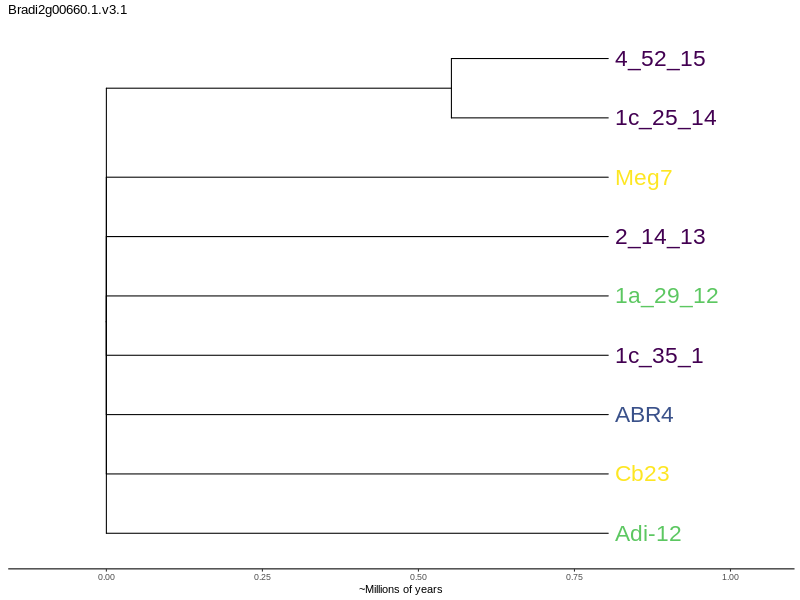 Bradi2g00660.1.v3.1
4_52_15
1c_25_14
Meg7
2_14_13
1a_29_12
1c_35_1
ABR4
Cb23
Adi-12
0.00 0.25 0.50 0.75 1.00
~Millions of years